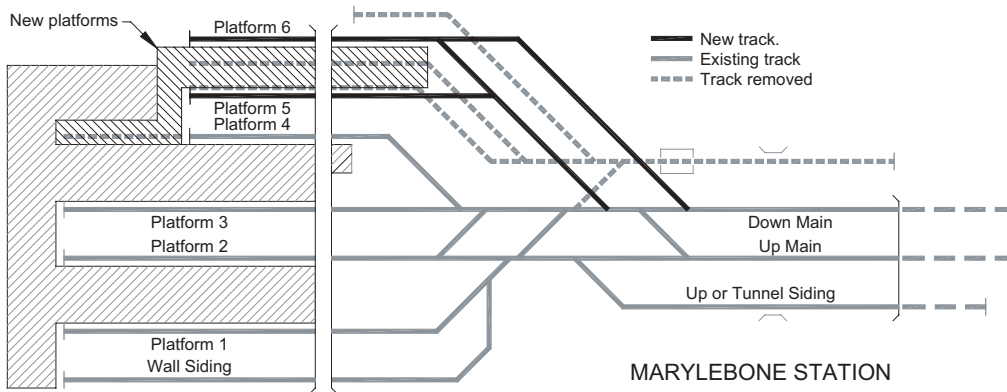 New platforms
Platform 6
New track.
Existing track
Track removed
Platform 5
Platform 4
Platform 3
Down Main
Platform 2
Up Main
Up or Tunnel Siding
Platform 1
Wall Siding
MARYLEBONE STATION